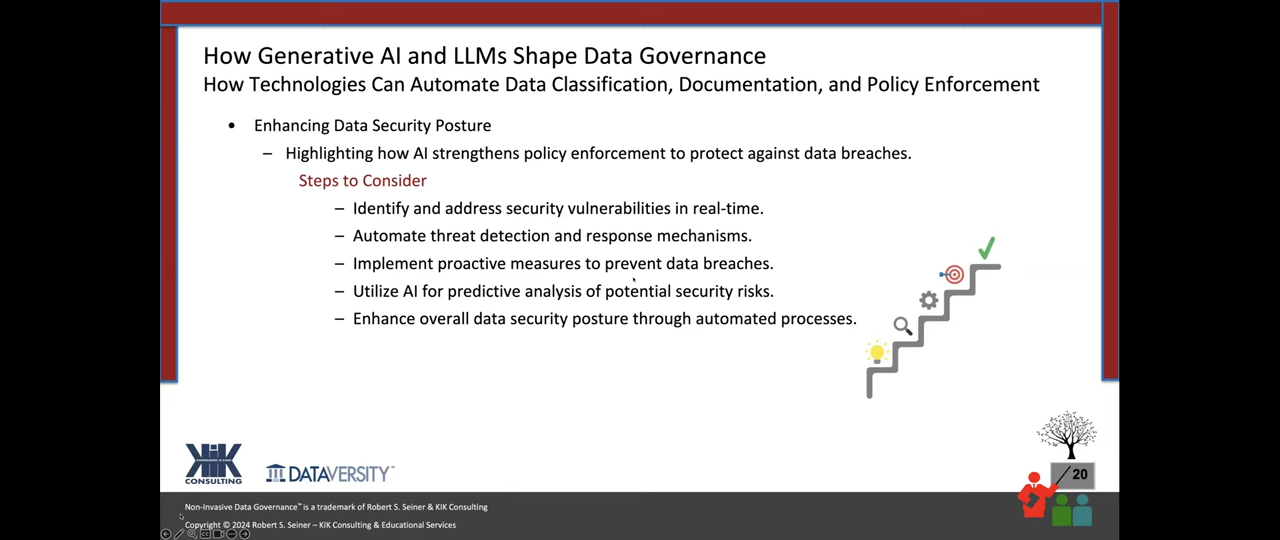 How Generative AI and LLMs Shape Data Governance
How Technologies Can Automate Data Classification, Documentation, and Policy Enforcement
• Enhancing Data Security Posture
– Highlighting how AI strengthens policy enforcement to protect against data breaches.
Steps to Consider
– Identify and address security vulnerabilities in real-time.
– Automate threat detection and response mechanisms.
– Implement proactive measures to prevent data breaches.
– Utilize AI for predictive analysis of potential security risks.
– Enhance overall data security posture through automated processes.
KIK
CONSULTING
DATAVERSITY™
20
Non-Invasive Data Governance™ is a trademark of Robert S. Seiner & KIK Consulting
Copyright © 2024 Robert S. Seiner – KIK Consulting & Educational Services